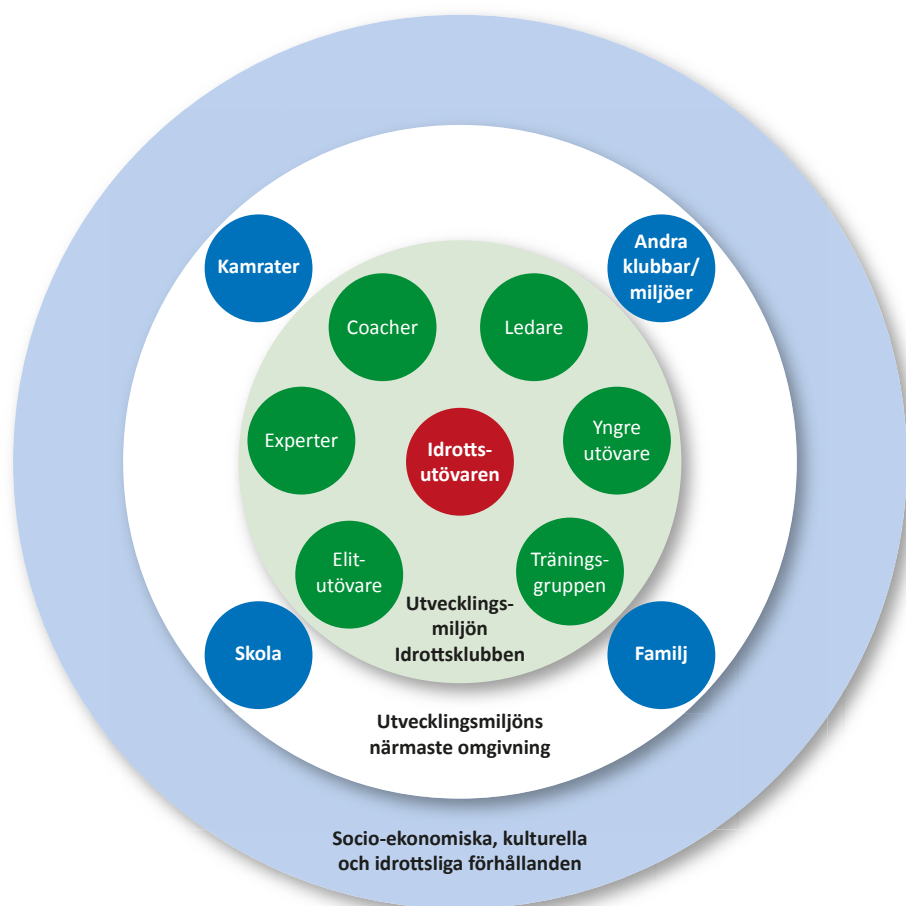 Kamrater
Andra
klubbar/
miljöer
Coacher
Ledare
Experter
Idrotts-
utövaren
Yngre
utövare
Elit-
utövare
Tränings-
gruppen
Utvecklings-
miljön
Idrottsklubben
Skola
Familj
Utvecklingsmiljöns
närmaste omgivning
Socio-ekonomiska, kulturella
och idrottsliga förhållanden